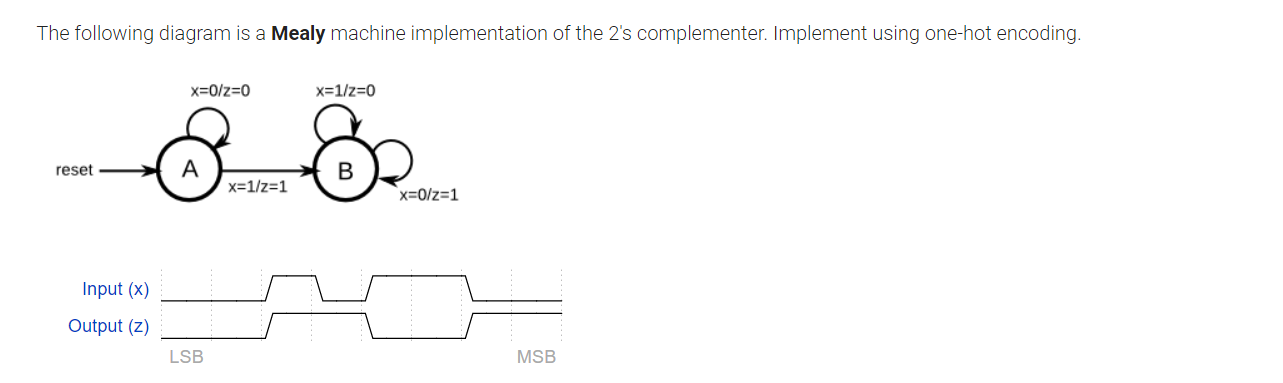 The following diagram is a Mealy machine implementation of the 2's complementer. Implement using one-hot encoding.
x=0/z=0
x=1/z=0
reset
A
B
x=1/z=1
x=0/z=1
Input (x)
Output (z)
LSB
MSB